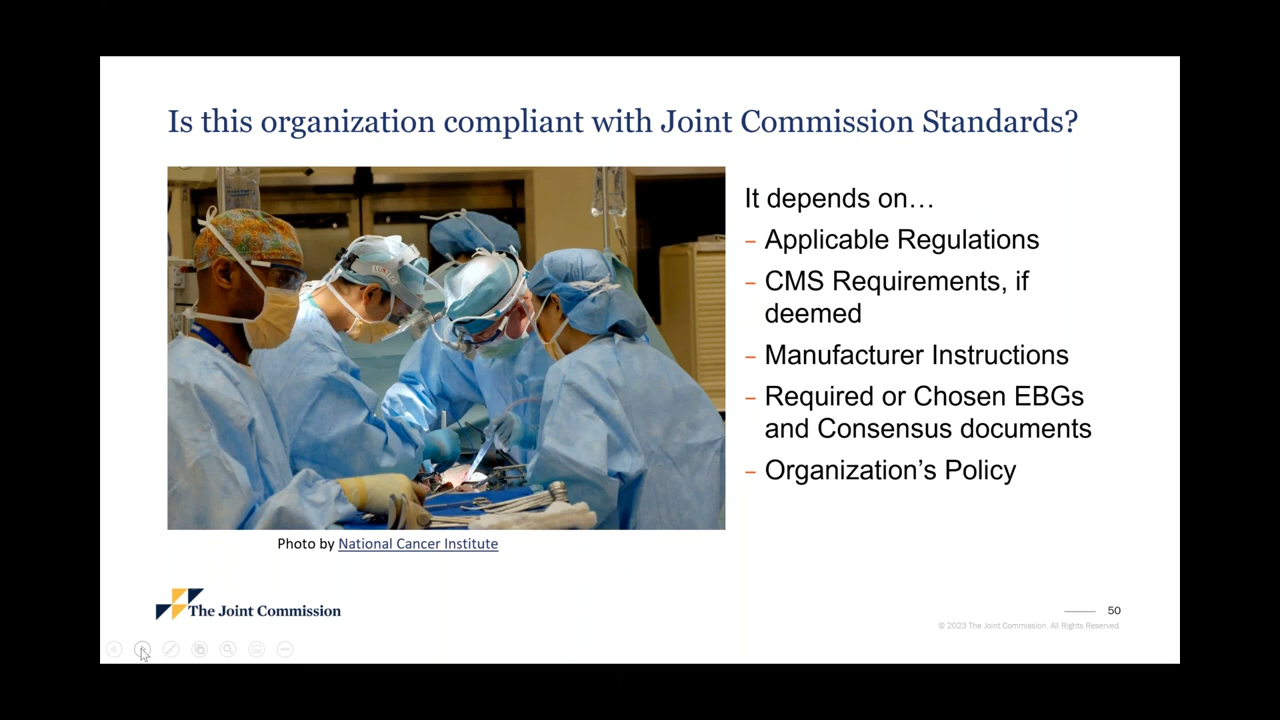 Is this organization compliant with Joint Commission Standards?
It depends on…
– Applicable Regulations
– CMS Requirements, if
deemed
– Manufacturer Instructions
– Required or Chosen EBGs
and Consensus documents
– Organization’s Policy
Photo by National Cancer Institute
The Joint Commission
50
© 2023 The Joint Commission. All Rights Reserved.